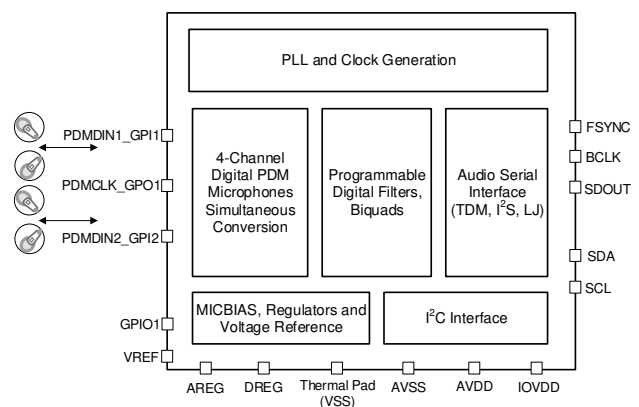 PLL and Clock Generation
PDMDIN1_GPI1
PDMCLK_GPO1
PDMDIN2_GPI2
GPIO1
VREF
4-Channel
Digital PDM
Microphones
Simultaneous
Conversion
Programmable
Digital Filters,
Biquads
Audio Serial
Interface
(TDM, I²S, LJ)
MICBIAS, Regulators and
Voltage Reference
I²C Interface
FSYNC
BCLK
SDOUT
SDA
SCL
AREG
DREG
Thermal Pad
(VSS)
AVSS
AVDD
IOVDD